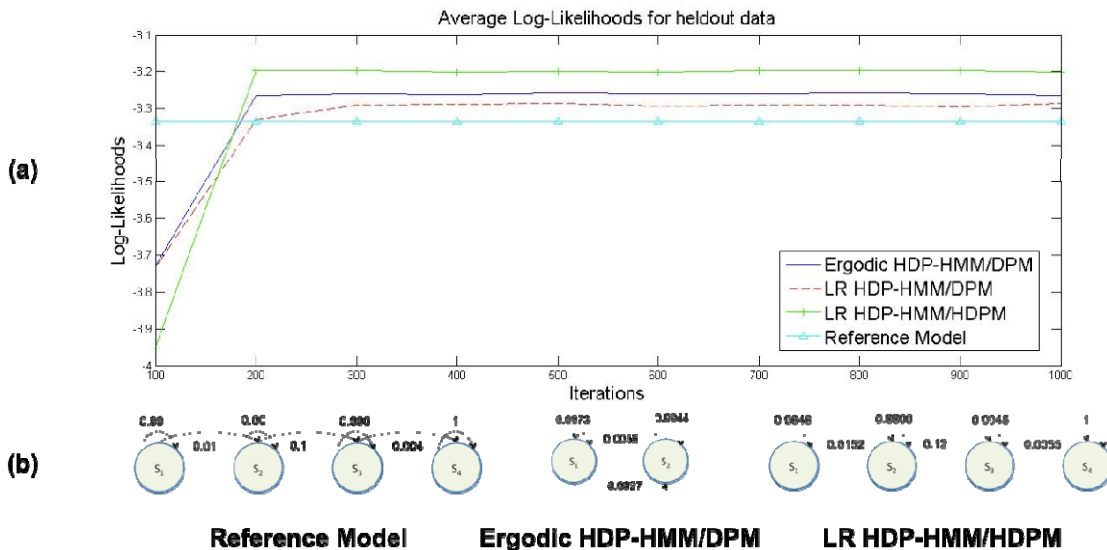 Average Log-Likelihoods for heldout data
(a)
Log-Likelihoods
-3.1
-3.2
-3.3
-3.4
-3.5
-3.6
-3.7
-3.8
-3.9
-4
100 200 300 400 500 600 700 800 900 1000
Iterations
Ergodic HDP-HMM/DPM
LR HDP-HMM/DPM
LR HDP-HMM/HDPM
Reference Model
(b)
0.01 0.1 0.004 1
S1 S2 S3 S4
S1 S2
0.12 1
S1 S2 S3 S4
Reference Model Ergodic HDP-HMM/DPM LR HDP-HMM/HDPM